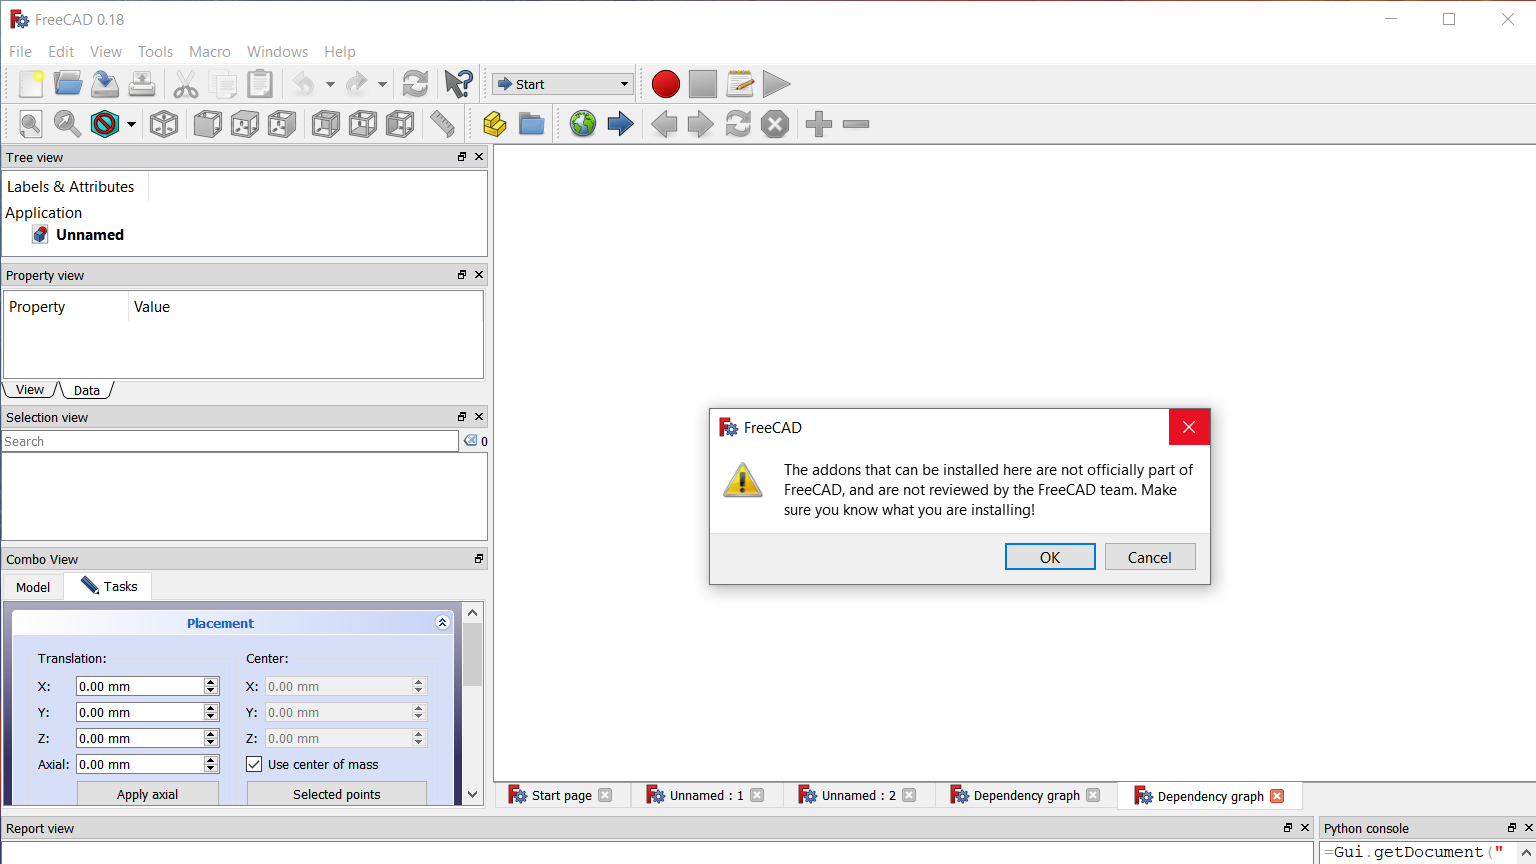 FreeCAD 0.18
File Edit View Tools Macro Windows Help
Start
Tree view
Labels & Attributes
Application
Unnamed
Property view
Property Value
View Data
Selection view
Search 0
Combo View
Model Tasks
Placement
Translation: Center:
X: 0.00 mm X: 0.00 mm
Y: 0.00 mm Y: 0.00 mm
Z: 0.00 mm Z: 0.00 mm
Axial: 0.00 mm Use center of mass
Apply axial Selected points
FreeCAD
The addons that can be installed here are not officially part of
FreeCAD, and are not reviewed by the FreeCAD team. Make
sure you know what you are installing!
OK Cancel
Start page Unnamed : 1 Unnamed : 2 Dependency graph Dependency graph
Report view
Python console
=Gui.getDocument("